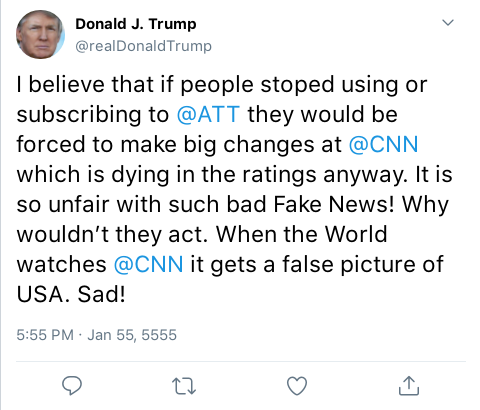 Donald J. Trump
@realDonaldTrump
I believe that if people stoped using or
subscribing to @ATT they would be
forced to make big changes at @CNN
which is dying in the ratings anyway. It is
so unfair with such bad Fake News! Why
wouldn’t they act. When the World
watches @CNN it gets a false picture of
USA. Sad!
5:55 PM · Jan 55, 5555